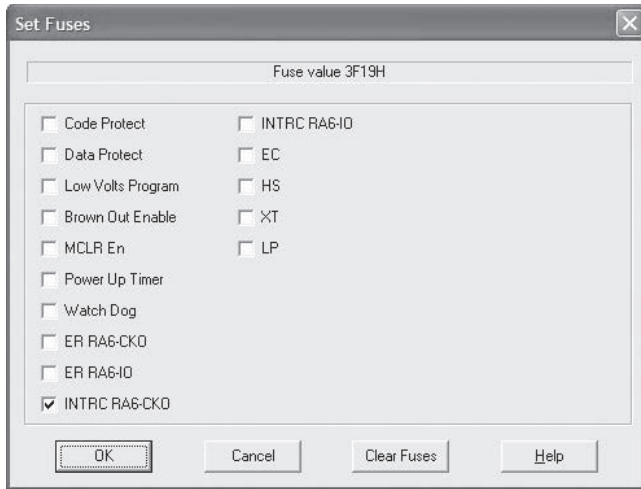 Set Fuses
Fuse value 3F19H
Code Protect
Data Protect
Low Volts Program
Brown Out Enable
MCLR En
Power Up Timer
Watch Dog
ER RA6-CKO
ER RA6-IO
INTRC RA6-CKO
INTRC RA6-IO
EC
HS
XT
LP
OK
Cancel
Clear Fuses
Help